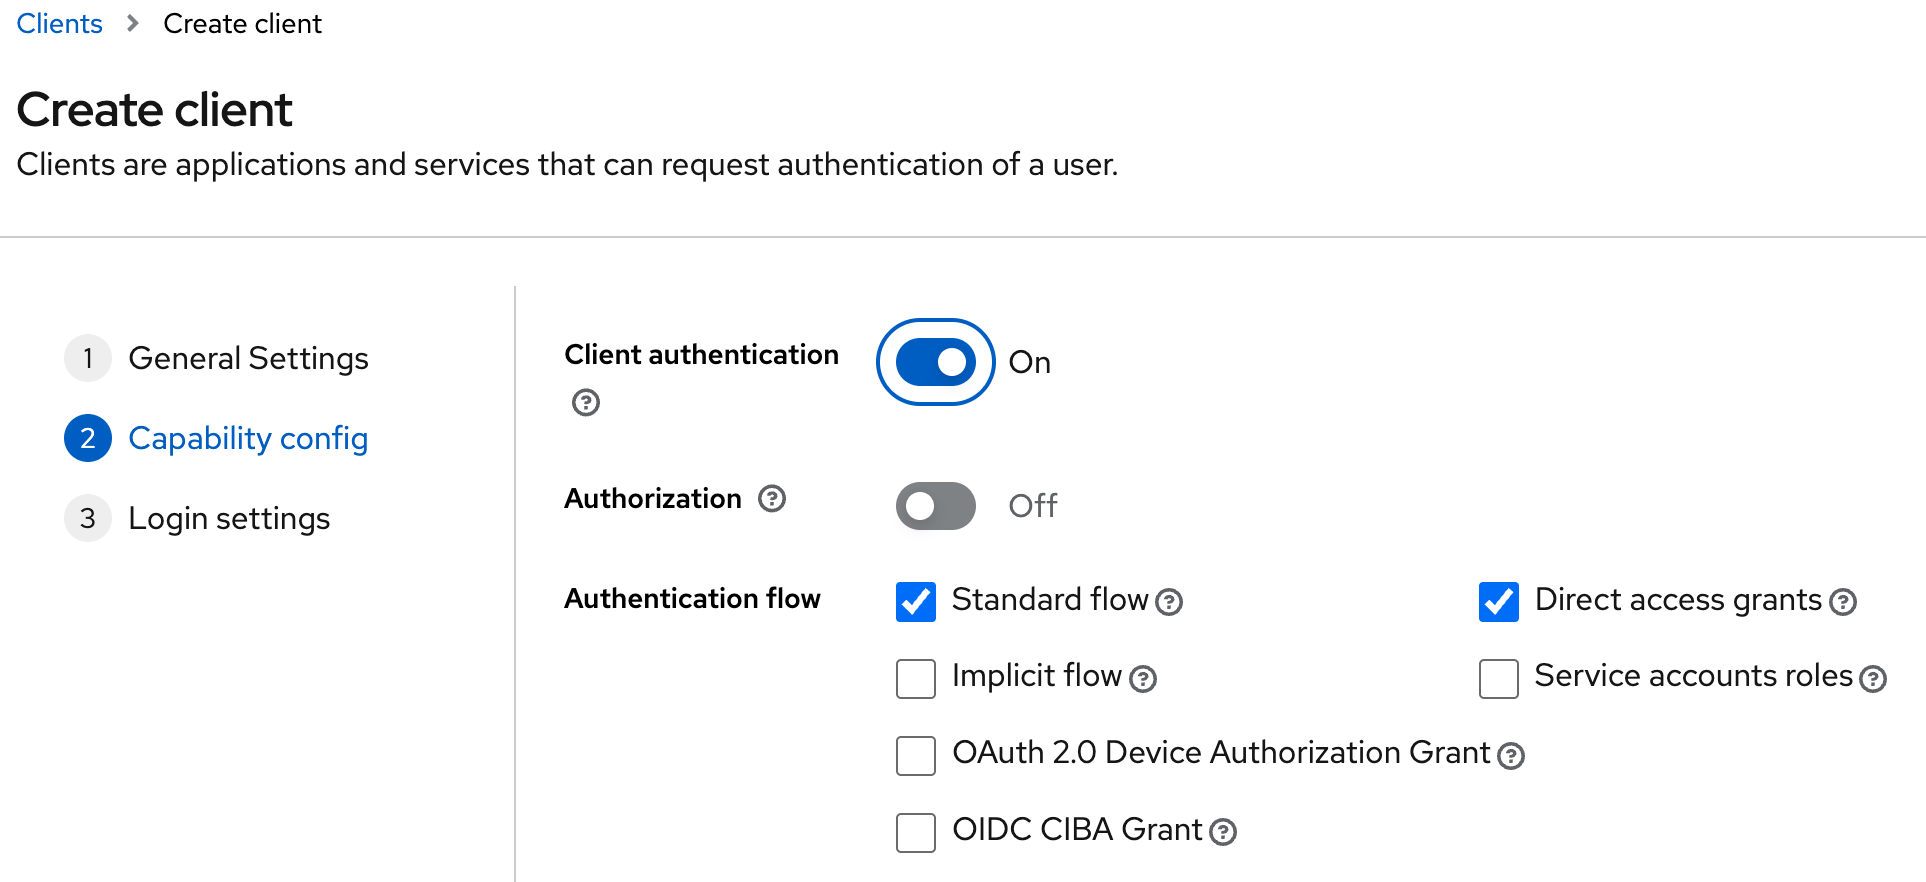 Clients > Create client
Create client
Clients are applications and services that can request authentication of a user.
1 General Settings
2 Capability config
3 Login settings
Client authentication
?
On
Authorization ? Off
Authentication flow
Standard flow ? Direct access grants ?
Implicit flow ? Service accounts roles ?
OAuth 2.0 Device Authorization Grant ?
OIDC CIBA Grant ?